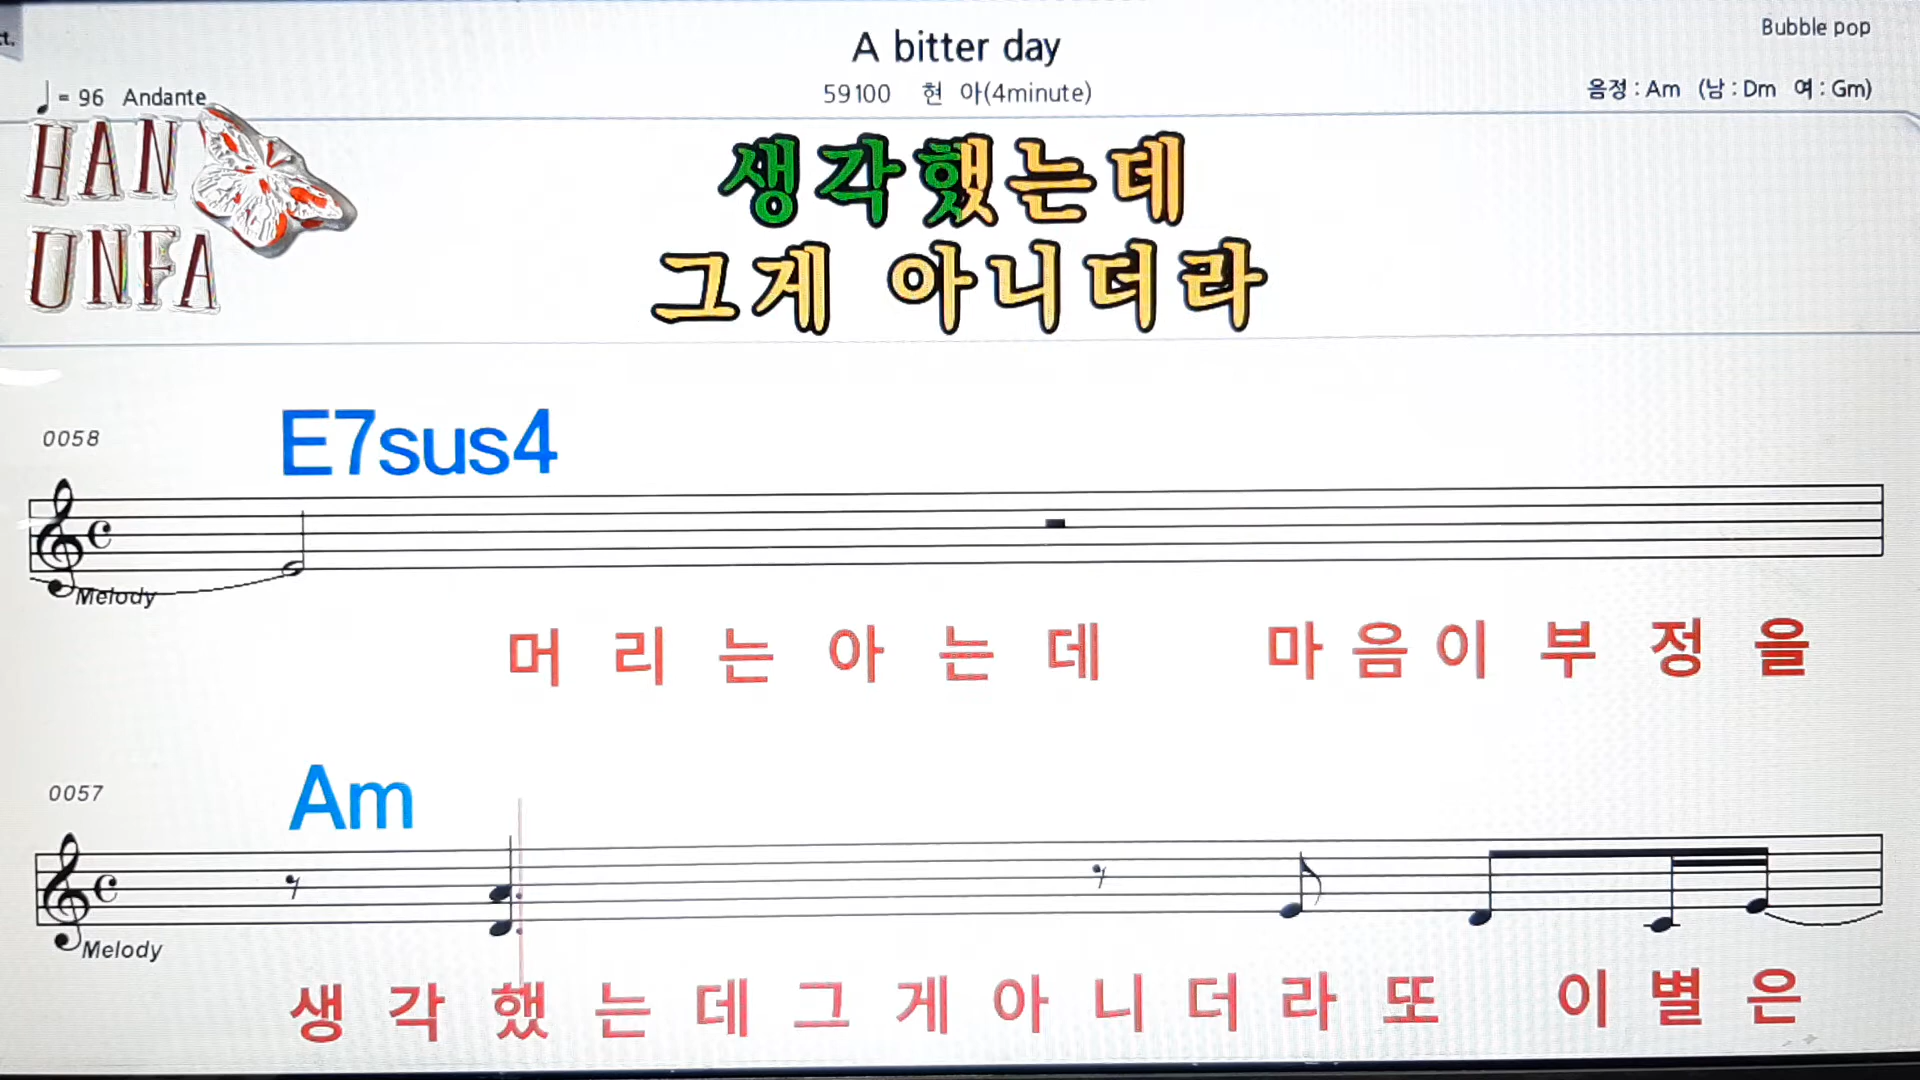 A bitter day
Bubble pop
= 96 Andante
59100 현 아(4minute)
음정 : Am (남 : Dm 여 : Gm)
HAN
UNFA
생각했는데
그게 아니더라
0058
E7sus4
Melody
머 리 는 아 는 데 마 음 이 부 정 을
0057
Am
Melody
생 각 했 는 데 그 게 아 니 더 라 또 이 별 은